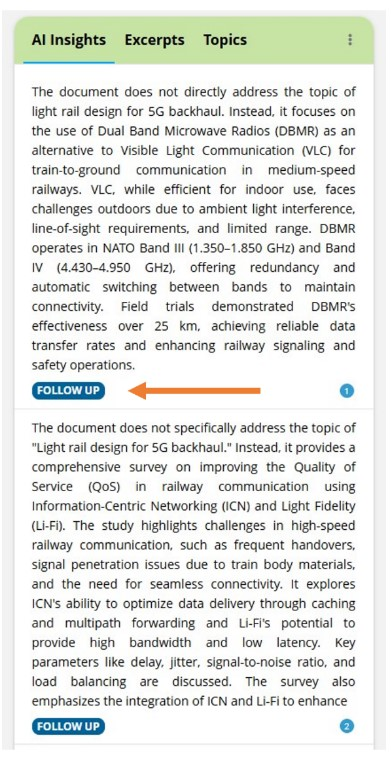 AI Insights Excerpts Topics
The document does not directly address the topic of
light rail design for 5G backhaul. Instead, it focuses on
the use of Dual Band Microwave Radios (DBMR) as an
alternative to Visible Light Communication (VLC) for
train-to-ground communication in medium-speed
railways. VLC, while efficient for indoor use, faces
challenges outdoors due to ambient light interference,
line-of-sight requirements, and limited range. DBMR
operates in NATO Band III (1.350–1.850 GHz) and Band
IV (4.430–4.950 GHz), offering redundancy and
automatic switching between bands to maintain
connectivity. Field trials demonstrated DBMR's
effectiveness over 25 km, achieving reliable data
transfer rates and enhancing railway signaling and
safety operations.
FOLLOW UP 1
The document does not specifically address the topic of
"Light rail design for 5G backhaul." Instead, it provides a
comprehensive survey on improving the Quality of
Service (QoS) in railway communication using
Information-Centric Networking (ICN) and Light Fidelity
(Li-Fi). The study highlights challenges in high-speed
railway communication, such as frequent handovers,
signal penetration issues due to train body materials,
and the need for seamless connectivity. It explores
ICN's ability to optimize data delivery through caching
and multipath forwarding and Li-Fi's potential to
provide high bandwidth and low latency. Key
parameters like delay, jitter, signal-to-noise ratio, and
load balancing are discussed. The survey also
emphasizes the integration of ICN and Li-Fi to enhance
FOLLOW UP 2